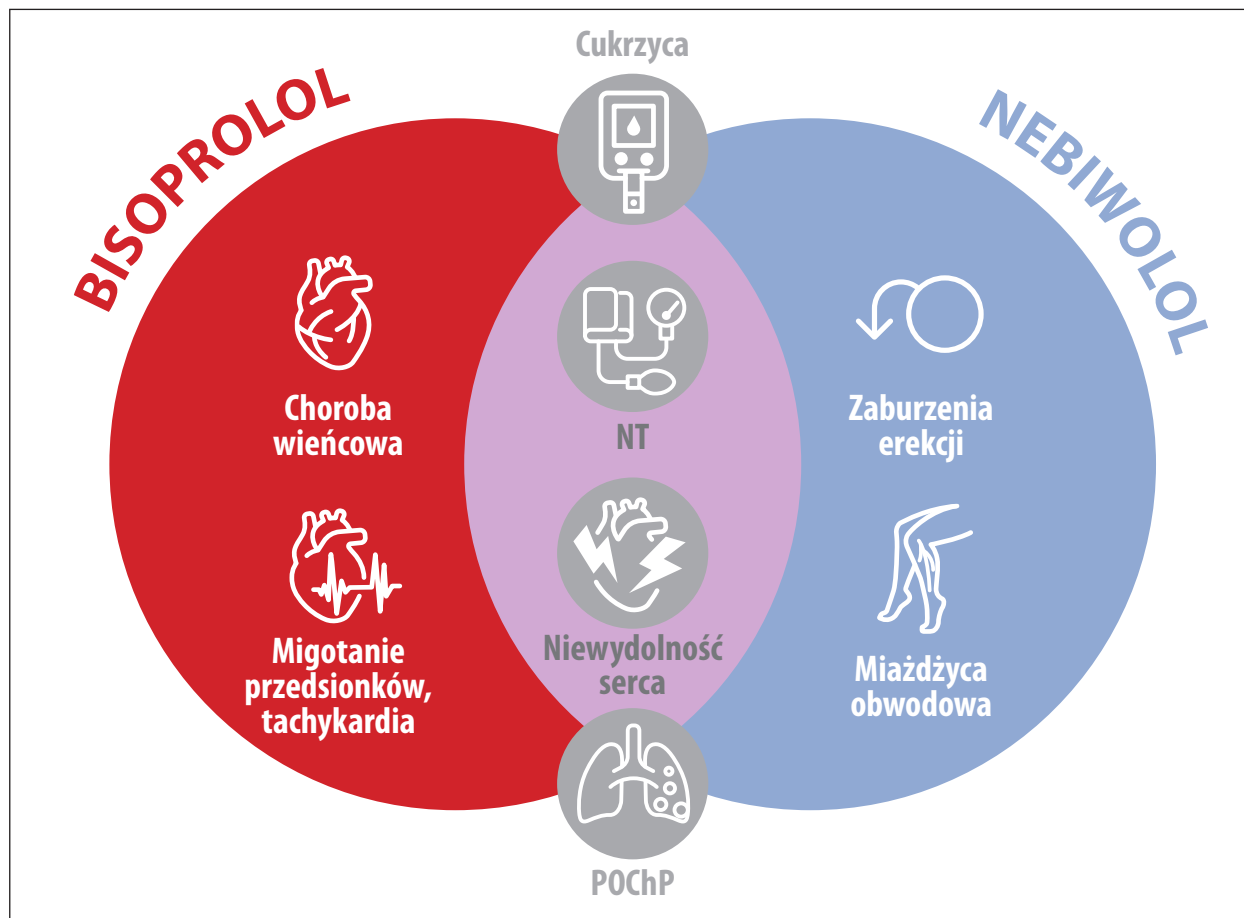 Cukrzyca
BISOPROLOL
NEBIWOLOL
Choroba
wieńcowa
NT
Zaburzenia
erekcji
Migotanie
przedsionków,
tachykardia
Niewydolność
serca
Miażdżyca
obwodowa
POChP